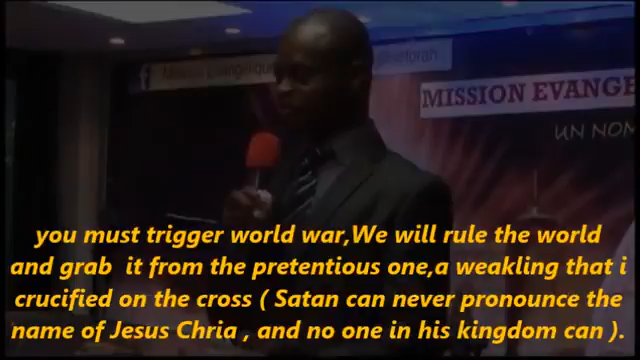 Mission Evangelique
MISSION EVANGE
UN NOM
you must trigger world war,We will rule the world
and grab  it from the pretentious one,a weakling that i
crucified on the cross ( Satan can never pronounce the
name of Jesus Chria , and no one in his kingdom can ).